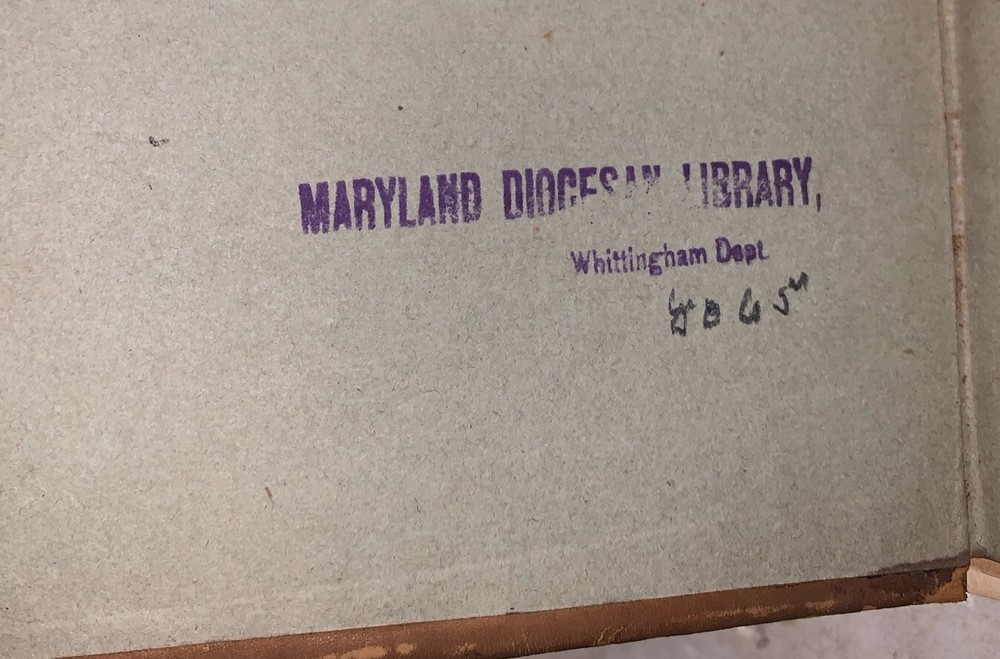 MARYLAND DIOCESAN LIBRARY,
Whittingham Dept.